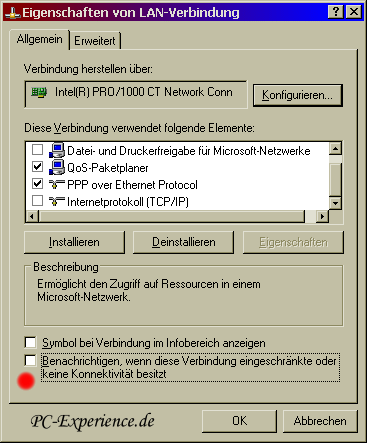 Eigenschaften von LAN-Verbindung
Allgemein
Erweitert
Verbindung herstellen über:
Intel(R) PRO/1000 CT Network Conn
Konfigurieren...
Diese Verbindung verwendet folgende Elemente:
Datei- und Druckerfreigabe für Microsoft-Netzwerke
QoS-Paketplaner
PPP over Ethernet Protocol
Internetprotokoll (TCP/IP)
Installieren
Deinstallieren
Eigenschaften
Beschreibung
Ermöglicht den Zugriff auf Ressourcen in einem
Microsoft-Netzwerk.
Symbol bei Verbindung im Infobereich anzeigen
Benachrichtigen, wenn diese Verbindung eingeschränkte oder
keine Konnektivität besitzt
PC-Experience.de
OK
Abbrechen